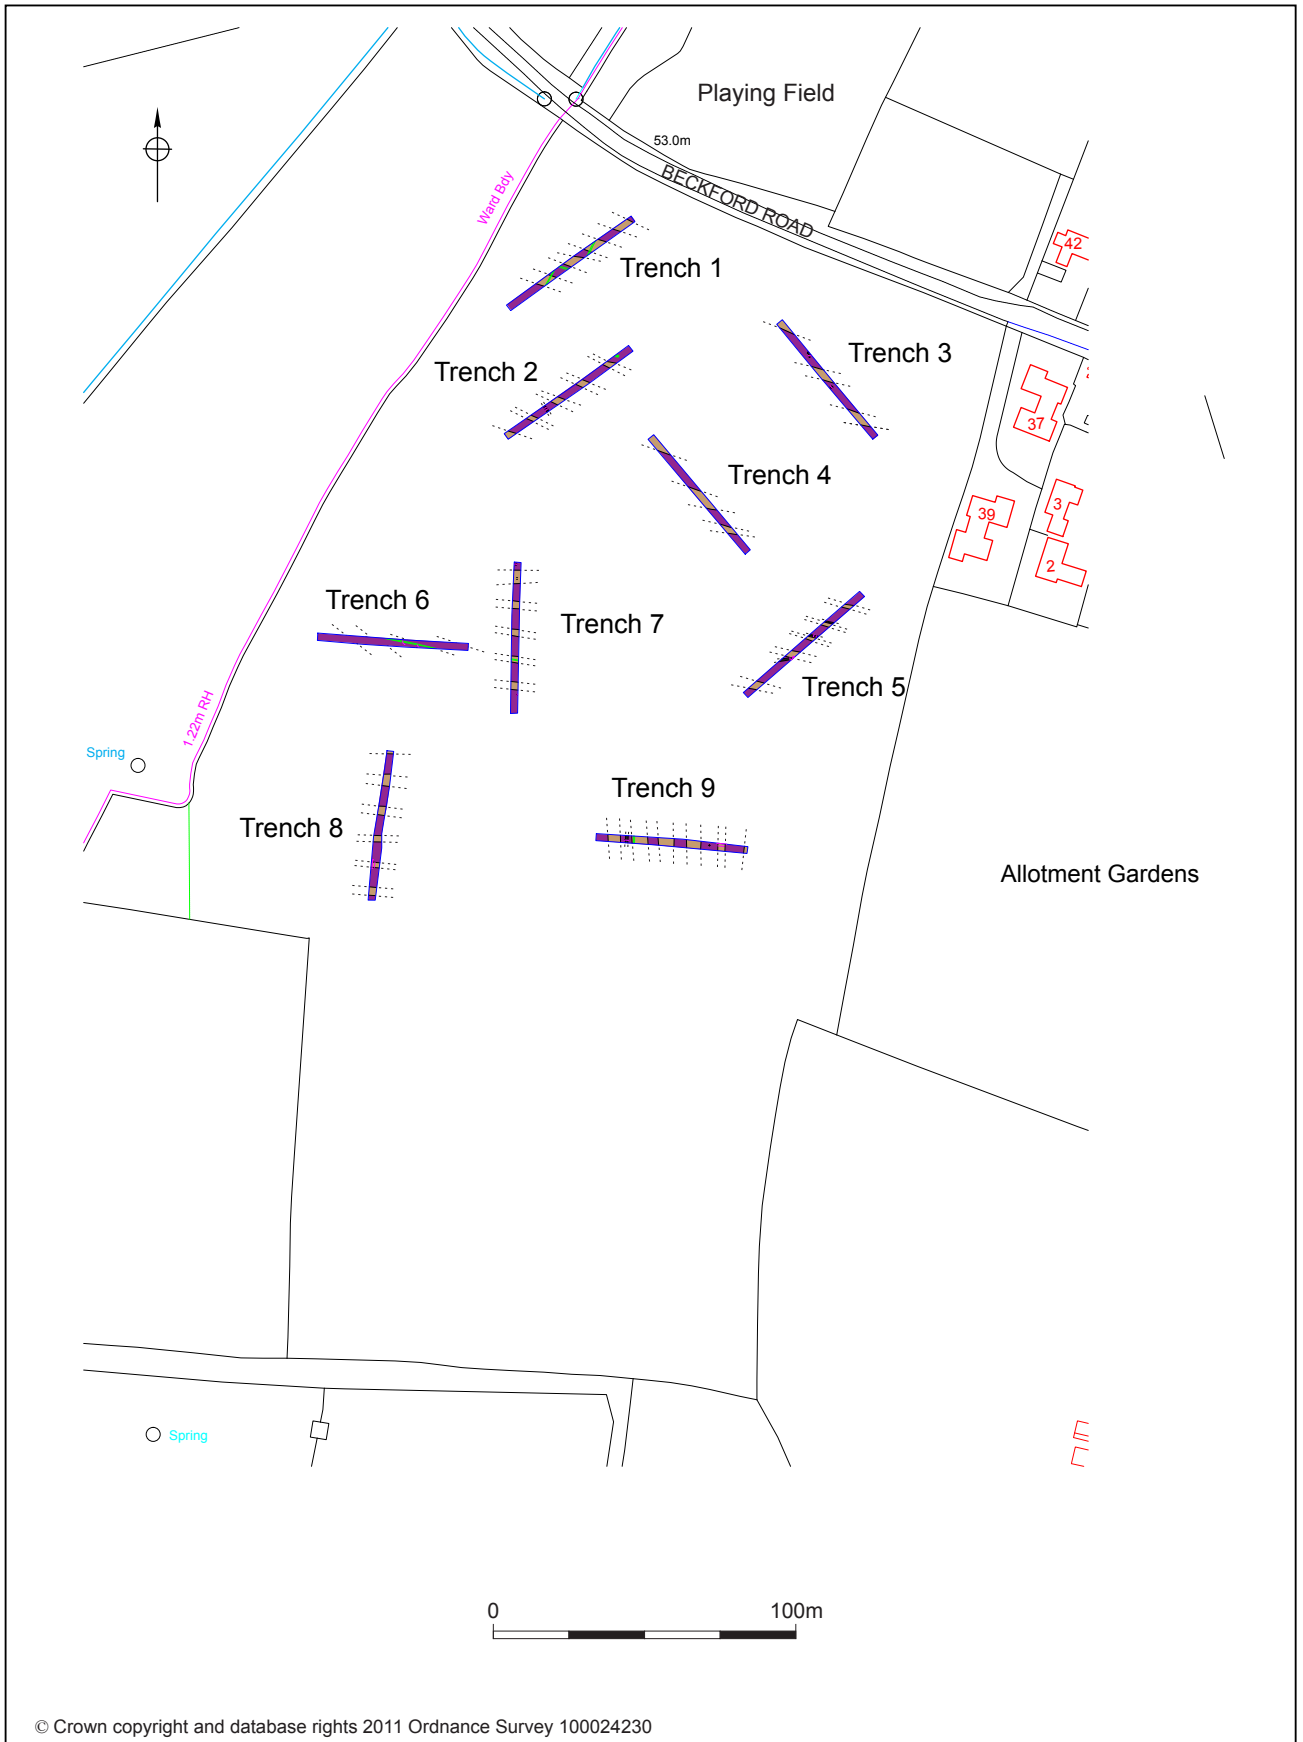 Playing Field
53.0m
BECKFORD ROAD
Ward Bdy
42
Trench 1
Trench 3
Trench 2
37
Trench 4
39
3
2
Trench 6
Trench 7
Trench 5
1.22m RH
Spring
Trench 9
Trench 8
Allotment Gardens
Spring
0
100m
© Crown copyright and database rights 2011 Ordnance Survey 100024230